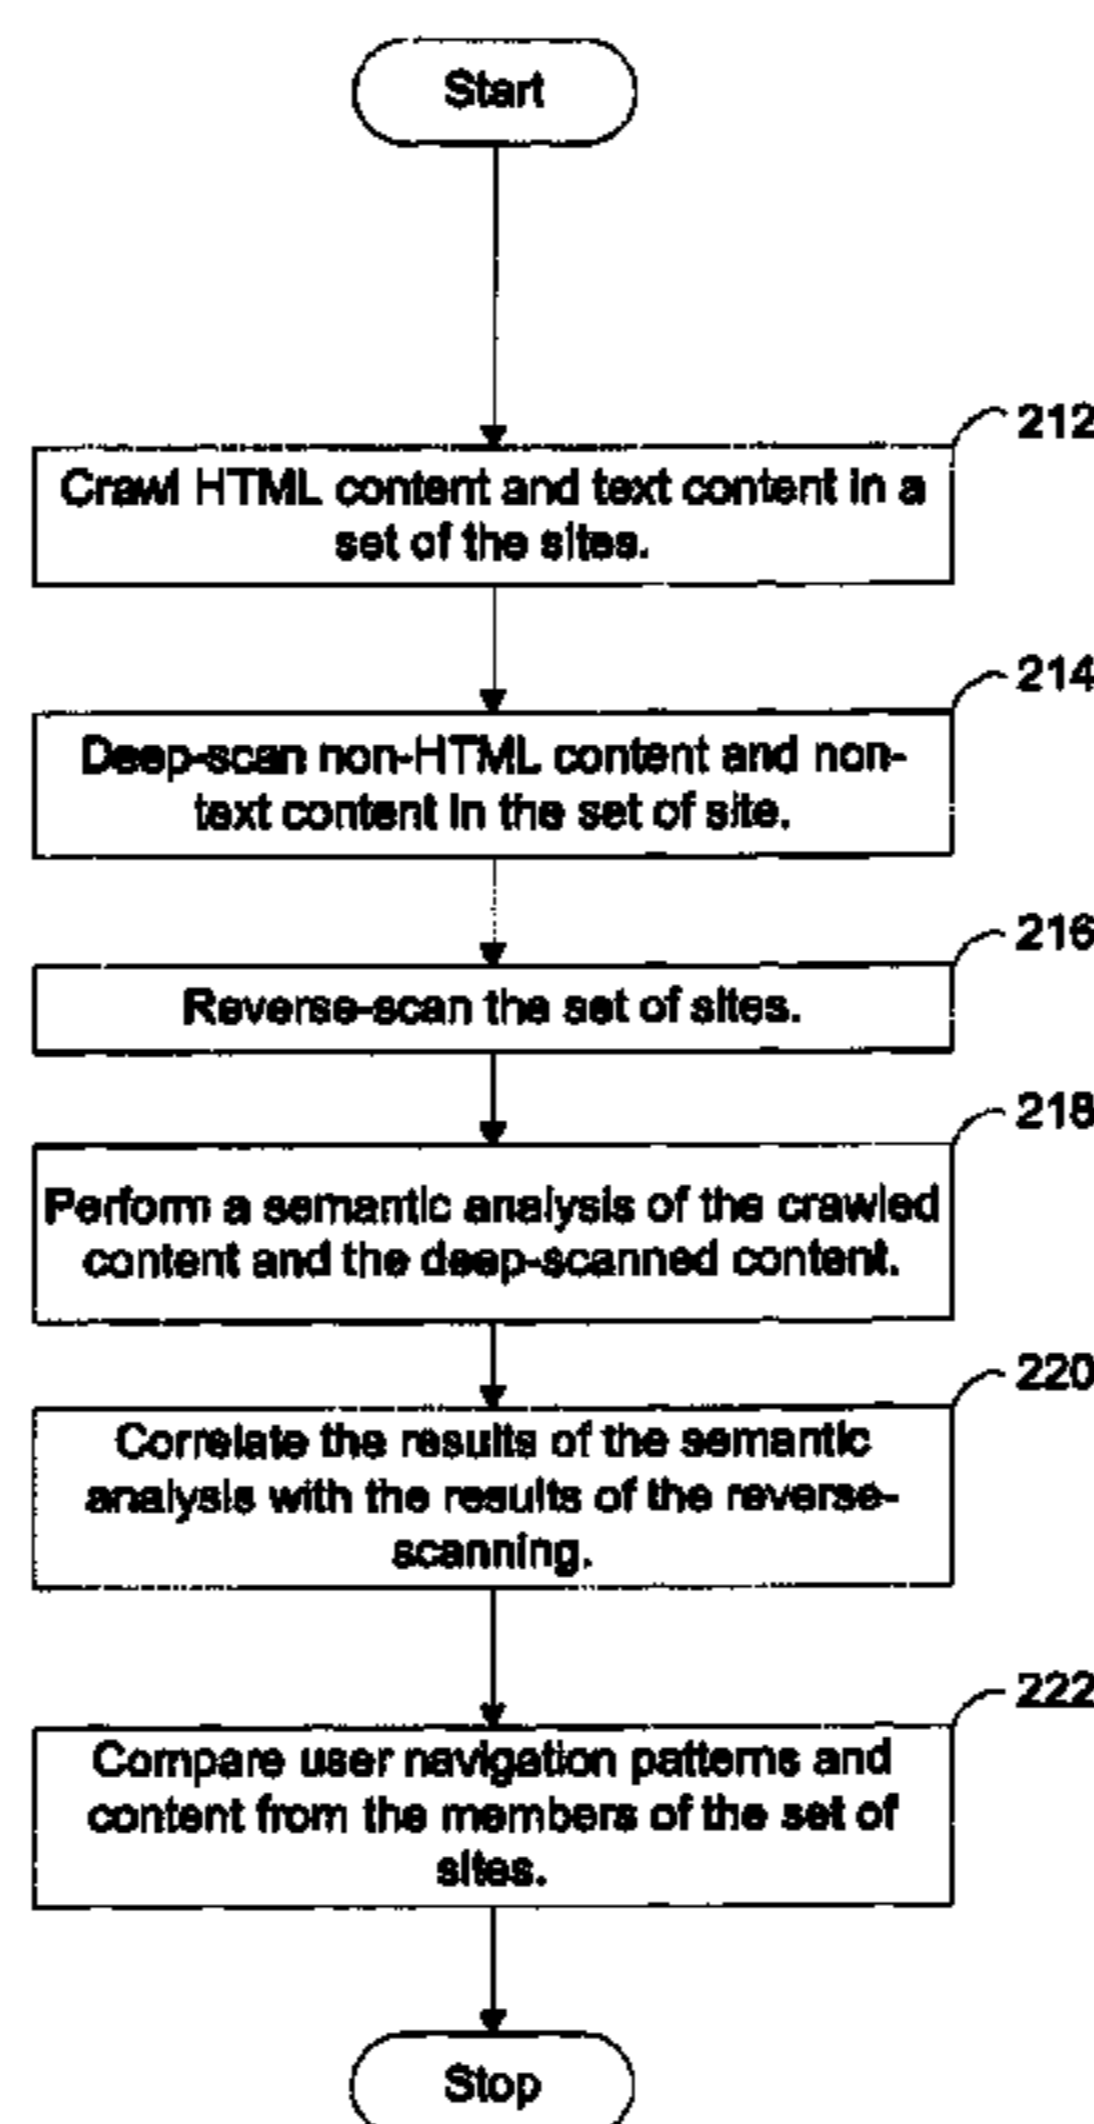 Start
212
Crawl HTML content and text content in a
set of the sites.
214
Deep-scan non-HTML content and non-
text content in the set of site.
216
Reverse-scan the set of sites.
218
Perform a semantic analysis of the crawled
content and the deep-scanned content.
220
Correlate the results of the semantic
analysis with the results of the reverse-
scanning.
222
Compare user navigation patterns and
content from the members of the set of
sites.
Stop